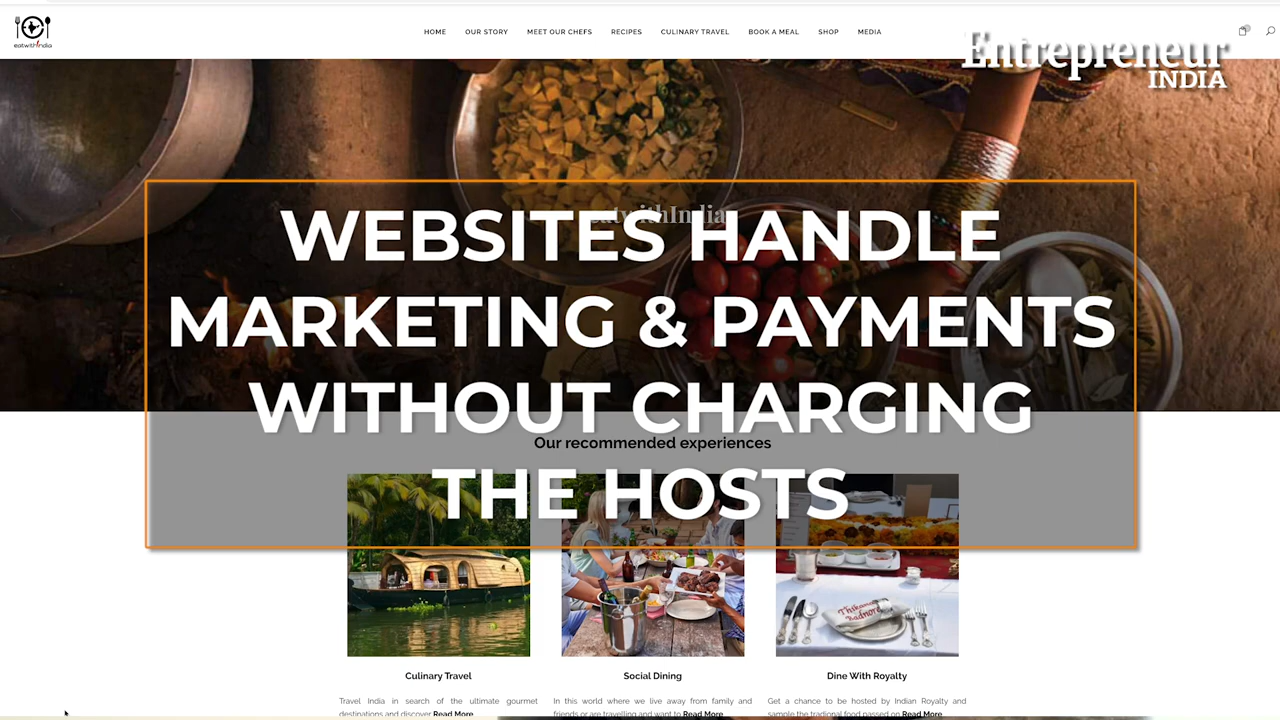 eatwithindia
HOME OUR STORY MEET OUR CHEFS RECIPES CULINARY TRAVEL BOOK A MEAL SHOP MEDIA
Entrepreneur
INDIA
eatwithIndia
WEBSITES HANDLE
MARKETING & PAYMENTS
WITHOUT CHARGING
THE HOSTS
Our recommended experiences
Culinary Travel
Travel India in search of the ultimate gourmet
destinations and discover Read More
Social Dining
In this world where we live away from family and
friends or are travelling and want to Read More
Thikana
Badnore
Dine With Royalty
Get a chance to be hosted by Indian Royalty and
sample the tradional food passed on Read More